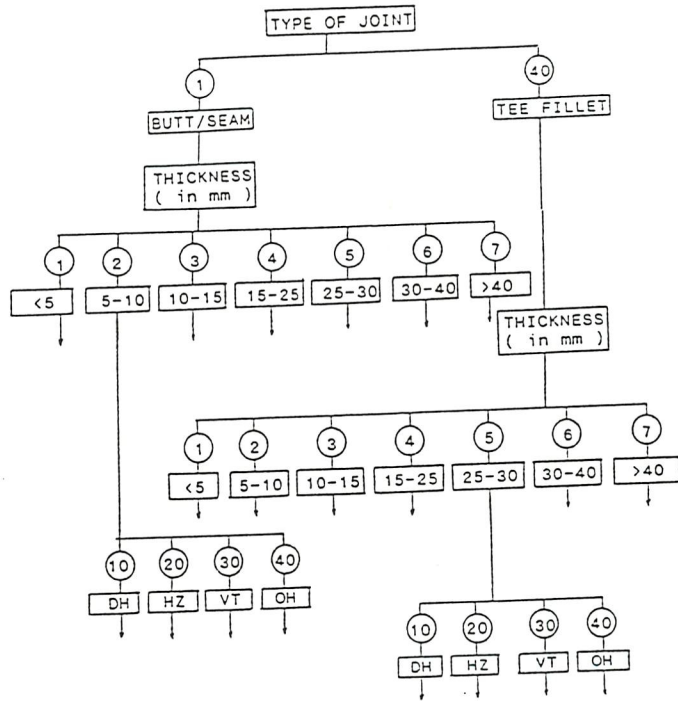 TYPE OF JOINT
1
40
BUTT/SEAM
TEE FILLET
THICKNESS
( in mm )
1 2 3 4 5 6 7
<5 5-10 10-15 15-25 25-30 30-40 >40
THICKNESS
( in mm )
1 2 3 4 5 6 7
<5 5-10 10-15 15-25 25-30 30-40 >40
10 20 30 40
DH HZ VT OH
10 20 30 40
DH HZ VT OH